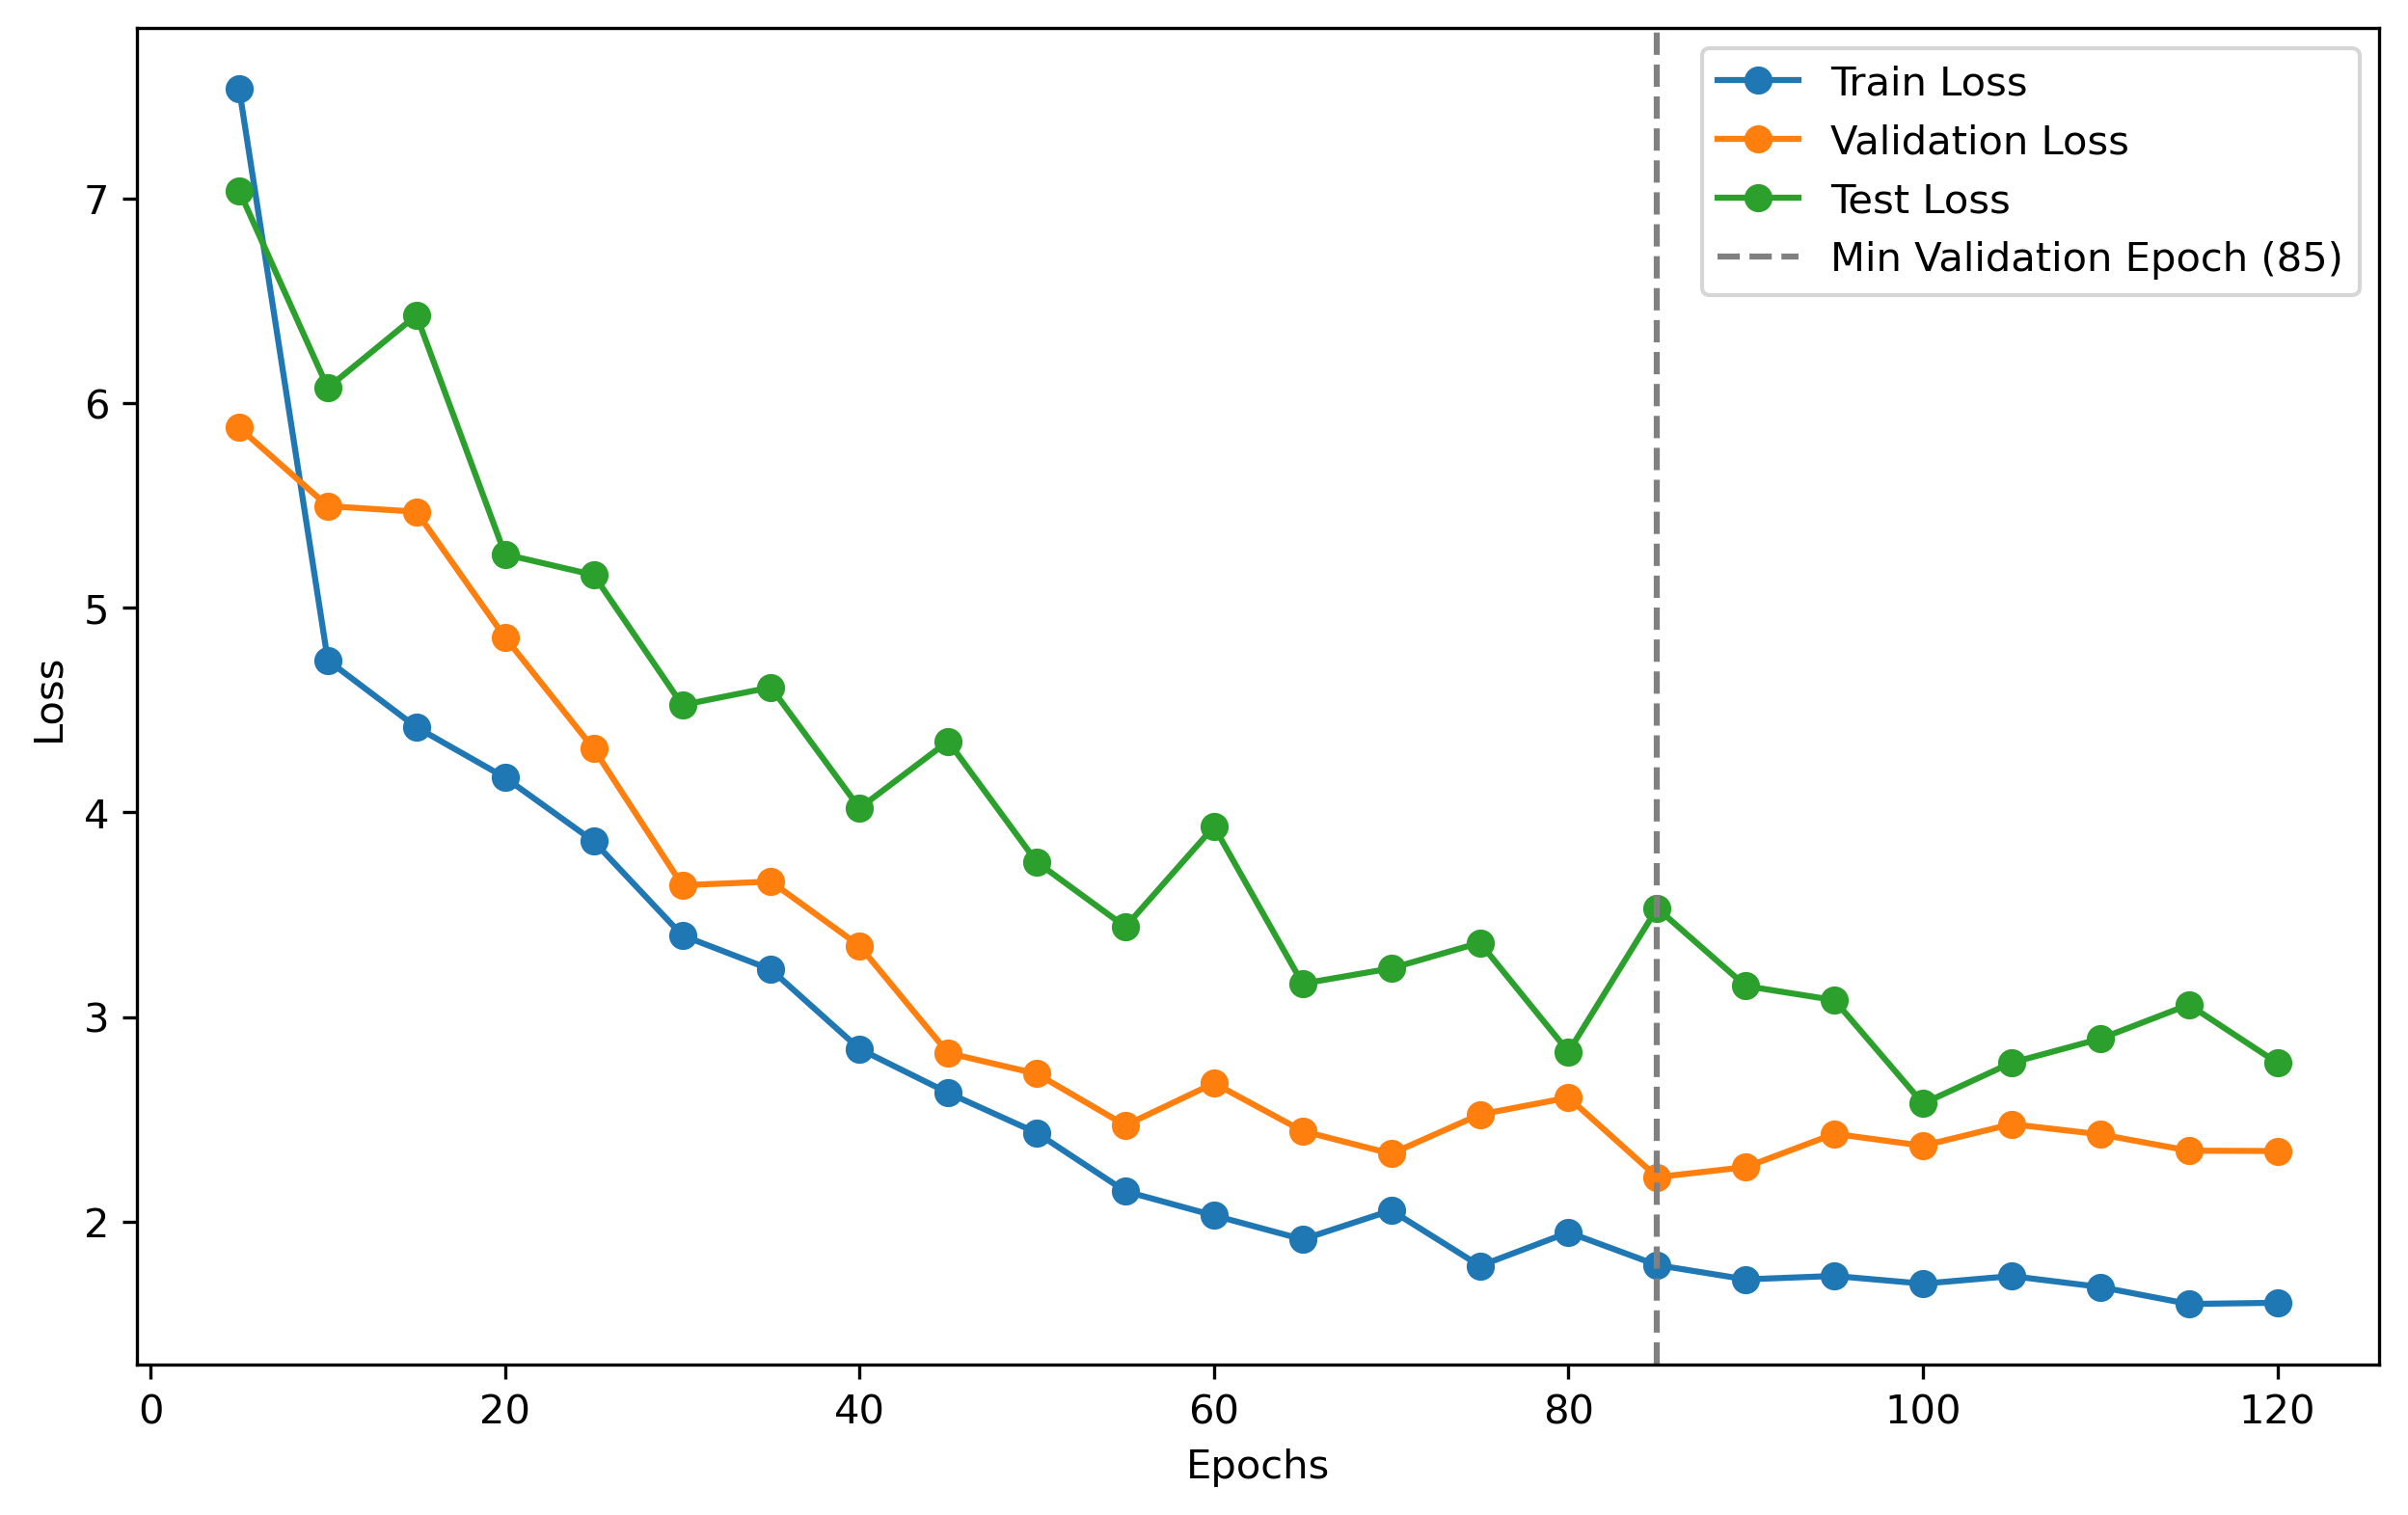 Train Loss
Validation Loss
Test Loss
Min Validation Epoch (85)
7
6
5
4
3
2
Loss
0 20 40 60 80 100 120
Epochs